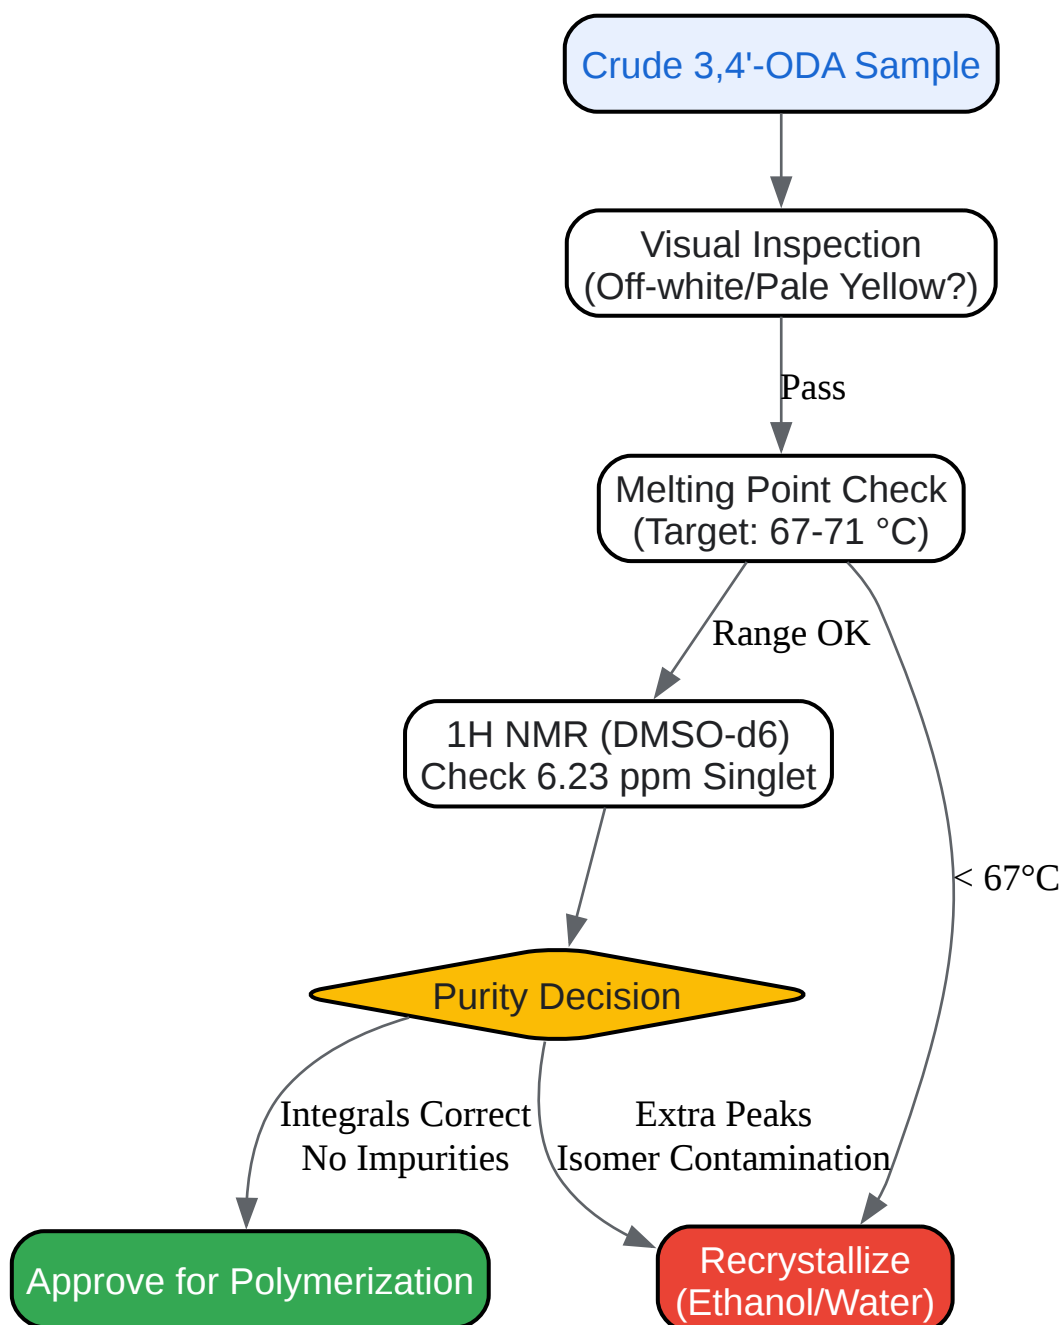 Crude 3,4'-ODA Sample
Visual Inspection
(Off-white/Pale Yellow?)
Pass
Melting Point Check
(Target: 67-71 °C)
Range OK
1H NMR (DMSO-d6)
Check 6.23 ppm Singlet
< 67°C
Purity Decision
Integrals Correct
No Impurities
Extra Peaks
Isomer Contamination
Approve for Polymerization
Recrystallize
(Ethanol/Water)